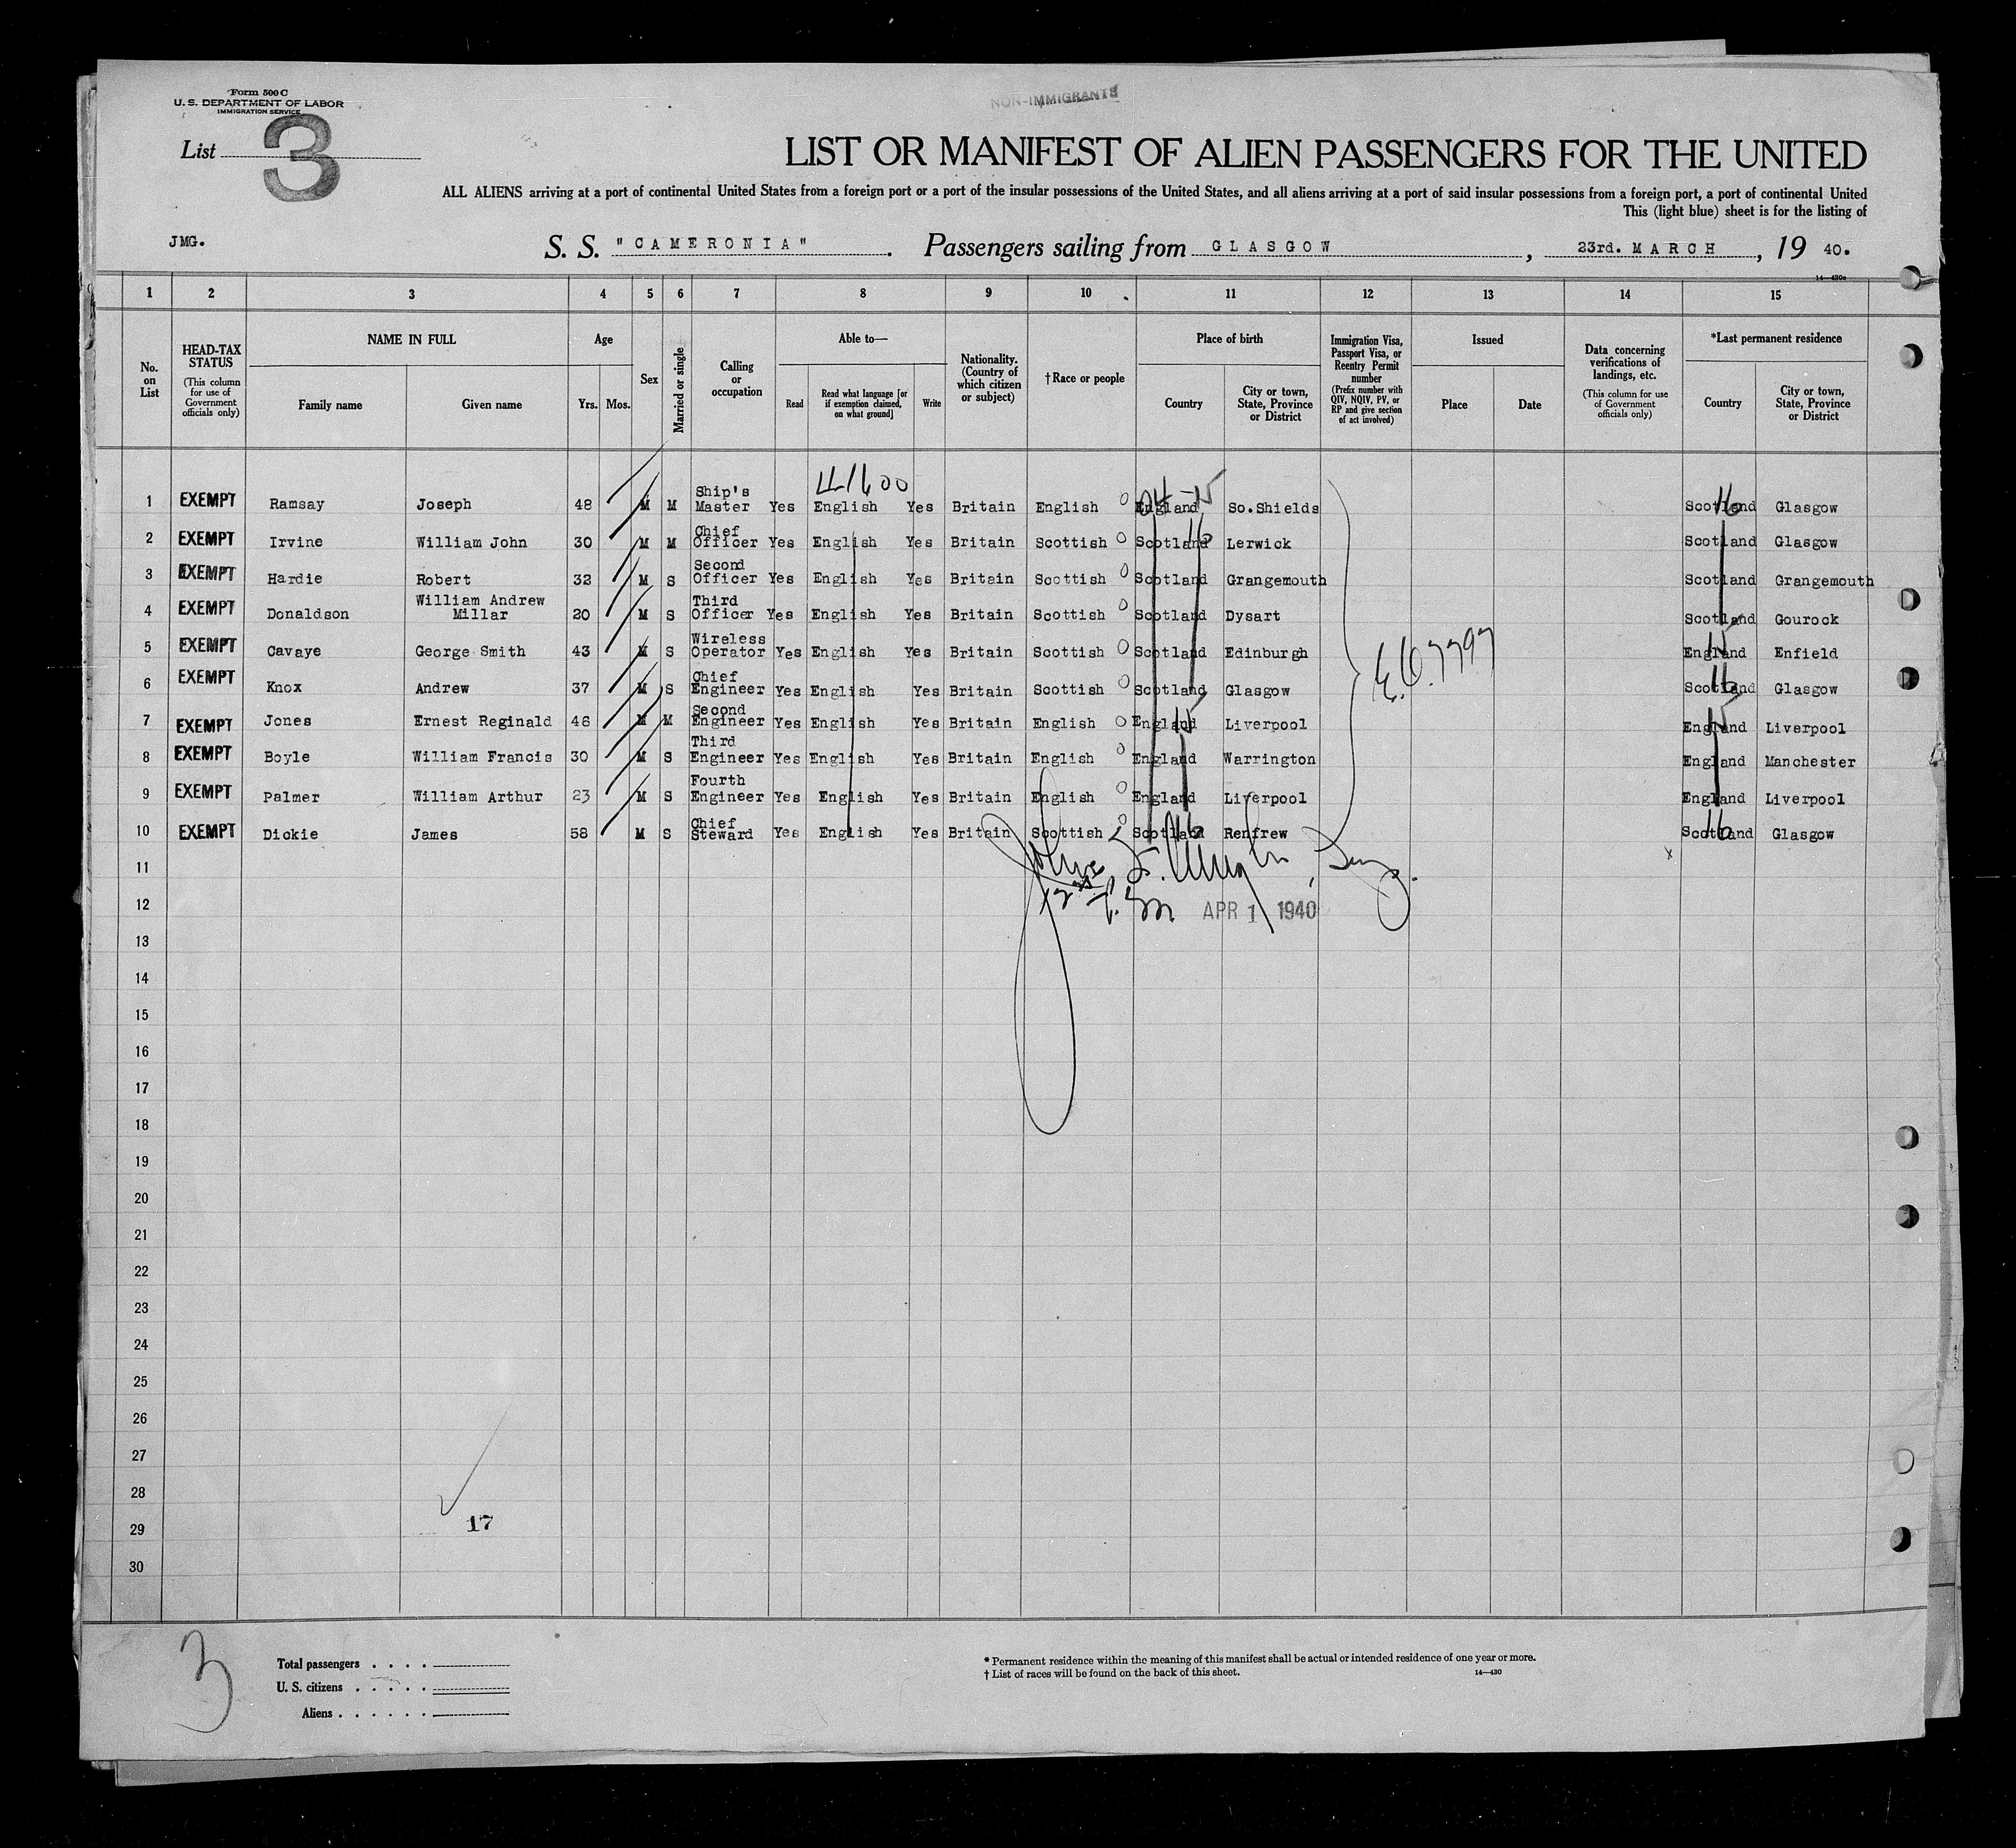 Form 500 C
U. S. DEPARTMENT OF LABOR
IMMIGRATION SERVICE
NON-IMMIGRANTS
List 3
LIST OR MANIFEST OF ALIEN PASSENGERS FOR THE UNITED
ALL ALIENS arriving at a port of continental United States from a foreign port or a port of the insular possessions of the United States, and all aliens arriving at a port of said insular possessions from a foreign port, a port of continental United
This (light blue) sheet is for the listing of
JMG. S. S. "CAMERONIA". Passengers sailing from GLASGOW, 23rd. MARCH, 19 40.
14—430c
1 2 3 4 5 6 7 8 9 10 11 12 13 14 15
No. on List
HEAD-TAX STATUS
(This column for use of Government officials only)
NAME IN FULL
Family name Given name
Age
Yrs. Mos.
Sex
Married or single
Calling or occupation
Able to—
Read
Read what language [or if exemption claimed, on what ground]
Write
Nationality. (Country of which citizen or subject)
†Race or people
Place of birth
Country
City or town, State, Province or District
Immigration Visa, Passport Visa, or Reentry Permit number
(Prefix number with QIV, NQIV, PV, or RP and give section of act involved)
Issued
Place Date
Data concerning verifications of landings, etc.
(This column for use of Government officials only)
*Last permanent residence
Country
City or town, State, Province or District
1 EXEMPT Ramsay Joseph 48 M M Ship's Master Yes English Yes Britain English England So.Shields Scotland Glasgow
2 EXEMPT Irvine William John 30 M M Chief Officer Yes English Yes Britain Scottish Scotland Lerwick Scotland Glasgow
3 EXEMPT Hardie Robert 32 M S Second Officer Yes English Yes Britain Scottish Scotland Grangemouth Scotland Grangemouth
4 EXEMPT Donaldson William Andrew Millar 20 M S Third Officer Yes English Yes Britain Scottish Scotland Dysart Scotland Gourock
5 EXEMPT Cavaye George Smith 43 M S Wireless Operator Yes English Yes Britain Scottish Scotland Edinburgh England Enfield
6 EXEMPT Knox Andrew 37 M S Chief Engineer Yes English Yes Britain Scottish Scotland Glasgow Scotland Glasgow
7 EXEMPT Jones Ernest Reginald 46 M M Second Engineer Yes English Yes Britain English England Liverpool England Liverpool
8 EXEMPT Boyle William Francis 30 M S Third Engineer Yes English Yes Britain English England Warrington England Manchester
9 EXEMPT Palmer William Arthur 23 M S Fourth Engineer Yes English Yes Britain English England Liverpool England Liverpool
10 EXEMPT Dickie James 58 M S Chief Steward Yes English Yes Britain Scottish Scotland Renfrew Scotland Glasgow
11
12 APR 1 1940
13
14
15
16
17
18
19
20
21
22
23
24
25
26
27
28
29 17
30
3
Total passengers . . . .
U. S. citizens . . . . .
Aliens . . . . . .
* Permanent residence within the meaning of this manifest shall be actual or intended residence of one year or more.
† List of races will be found on the back of this sheet.
14—430